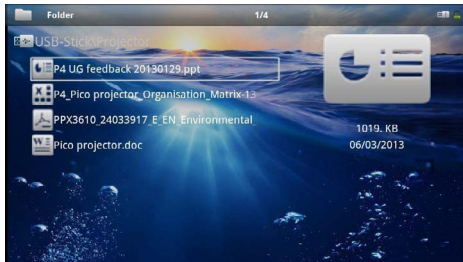 Folder 1/4
USB-Stick\Projector
P4 UG feedback 20130129.ppt
P4_Pico projector_Organisation_Matrix-13
PPX3610_24033917_E_EN_Environmental
Pico projector.doc
1019. KB
06/03/2013